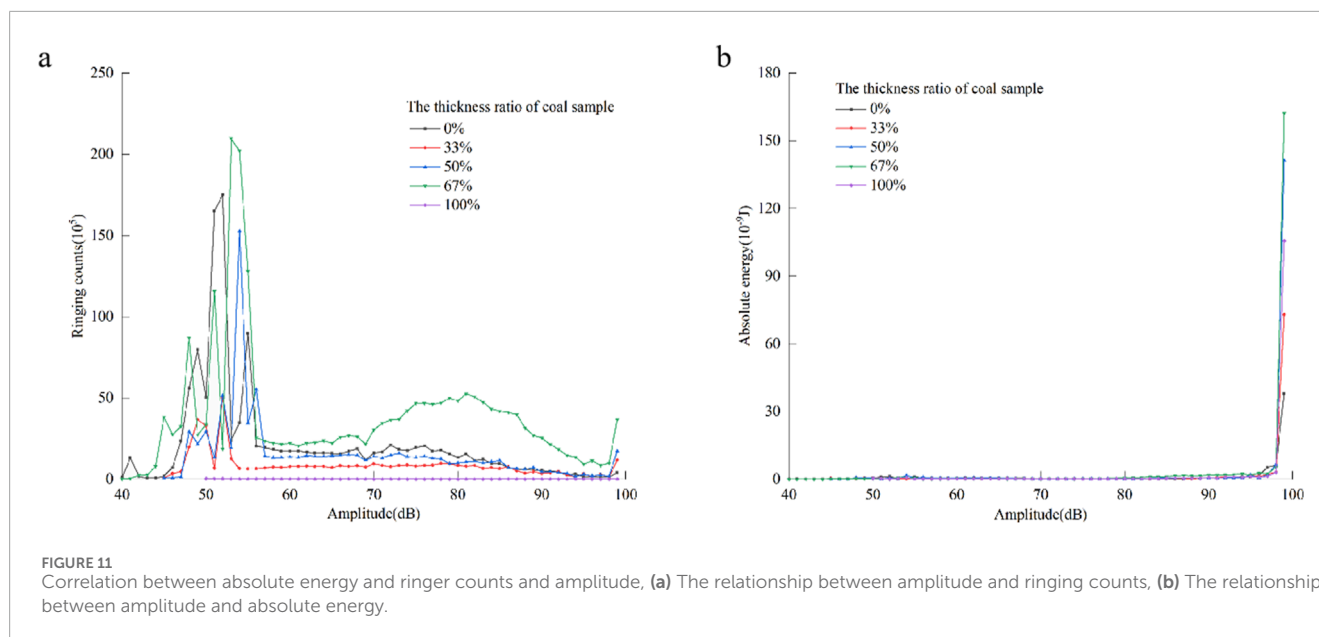 a
250
200
150
100
50
0
Ringing counts(10^5)
The thickness ratio of coal sample
0%
33%
50%
67%
100%
40 50 60 70 80 90 100
Amplitude(dB)
b
180
150
120
90
60
30
0
Absolute energy(10^-9J)
The thickness ratio of coal sample
0%
33%
50%
67%
100%
40 50 60 70 80 90 100
Amplitude(dB)
FIGURE 11
Correlation between absolute energy and ringer counts and amplitude, (a) The relationship between amplitude and ringing counts, (b) The relationship
between amplitude and absolute energy.